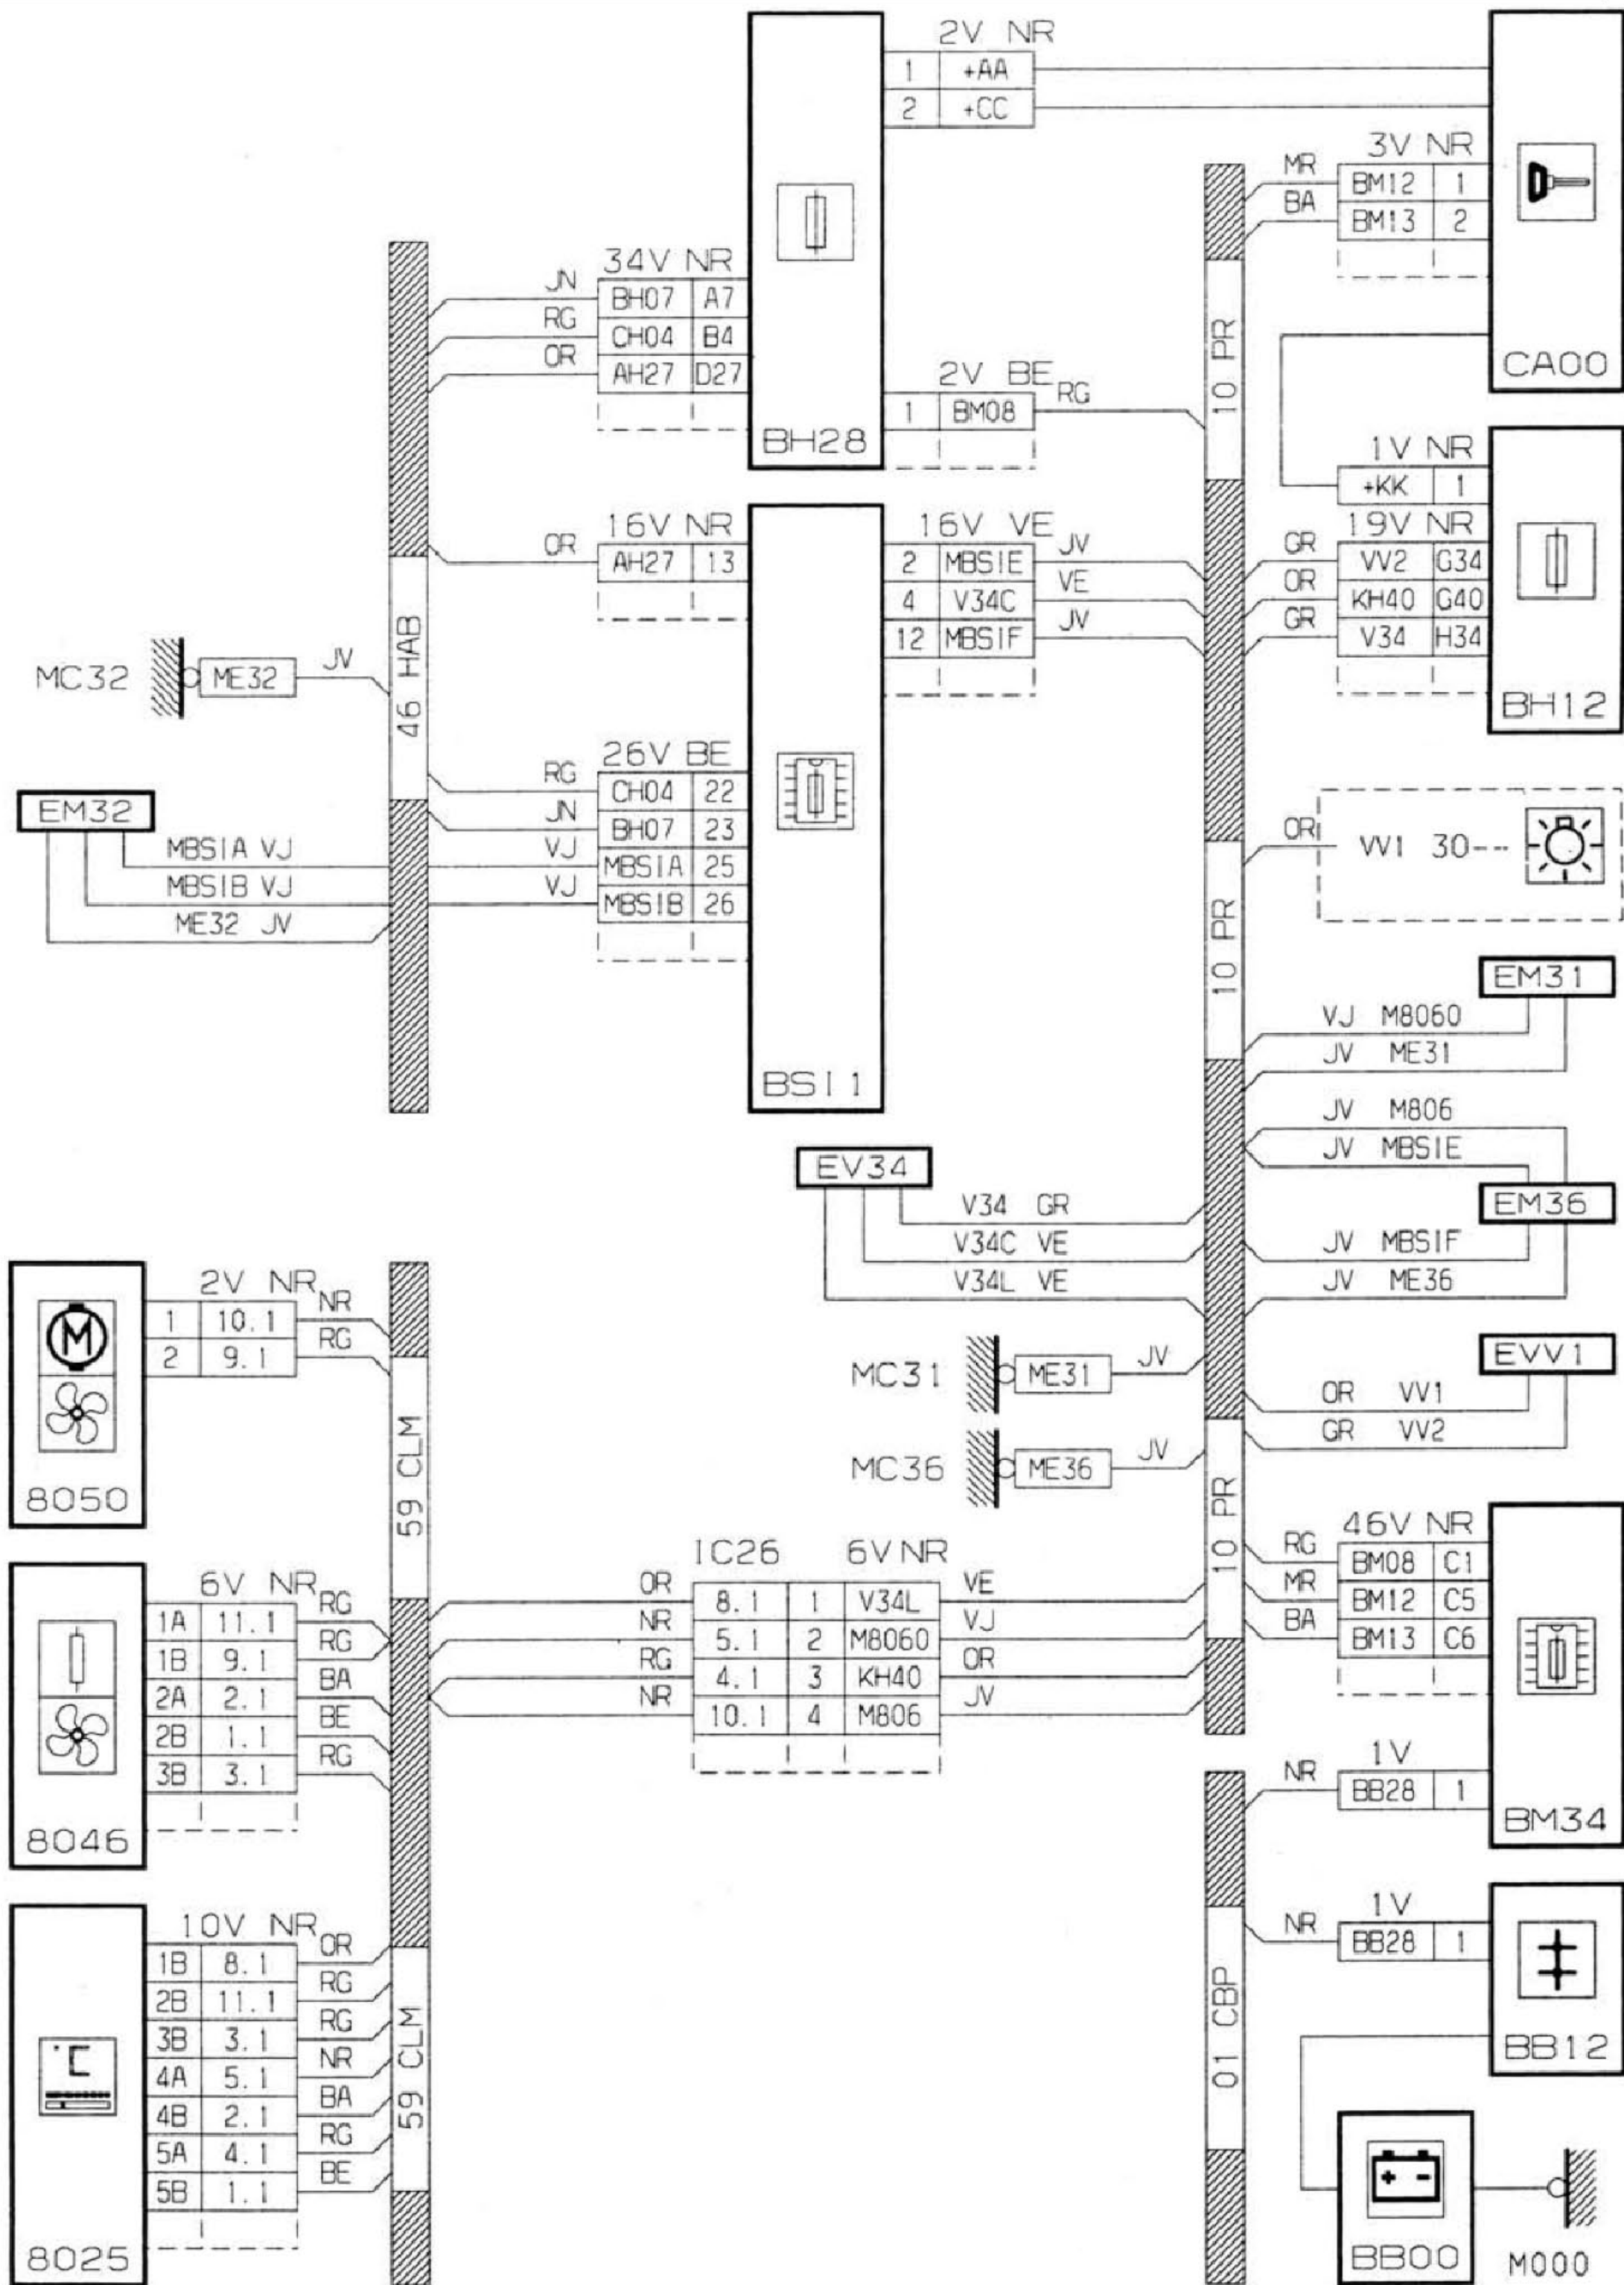 2V NR
1 +AA
2 +CC
3V NR
MR BM12 1
BA BM13 2
CA00
34V NR
JN BH07 A7
RG CH04 B4
OR AH27 D27
2V BE
1 BM08 RG
BH28
10 PR
1V NR
+KK 1
19V NR
GR VV2 G34
OR KH40 G40
GR V34 H34
BH12
16V NR
OR AH27 13
16V VE
2 MBSIE JV
4 V34C VE
12 MBSIF JV
46 HAB
MC32 ME32 JV
26V BE
RG CH04 22
JN BH07 23
VJ MBSIA 25
VJ MBSIB 26
EM32
MBSIA VJ
MBSIB VJ
ME32 JV
BSI1
OR VV1 30--
10 PR
EM31
VJ M8060
JV ME31
JV M806
JV MBSIE
EM36
JV MBSIF
JV ME36
EV34
V34 GR
V34C VE
V34L VE
MC31 ME31 JV
MC36 ME36 JV
EVV1
OR VV1
GR VV2
10 PR
2V NR
1 10.1 NR
2 9.1 RG
M
8050
59 CLM
6V NR
1A 11.1 RG
1B 9.1 RG
2A 2.1 BA
2B 1.1 BE
3B 3.1 RG
8046
IC26 6V NR
OR 8.1 1 V34L VE
NR 5.1 2 M8060 VJ
RG 4.1 3 KH40 OR
NR 10.1 4 M806 JV
46V NR
RG BM08 C1
MR BM12 C5
BA BM13 C6
1V
NR BB28 1
BM34
10V NR
1B 8.1 OR
2B 11.1 RG
3B 3.1 RG
4A 5.1 NR
4B 2.1 BA
5A 4.1 RG
5B 1.1 BE
°C
8025
59 CLM
01 CBP
1V
NR BB28 1
BB12
+ -
BB00
M000